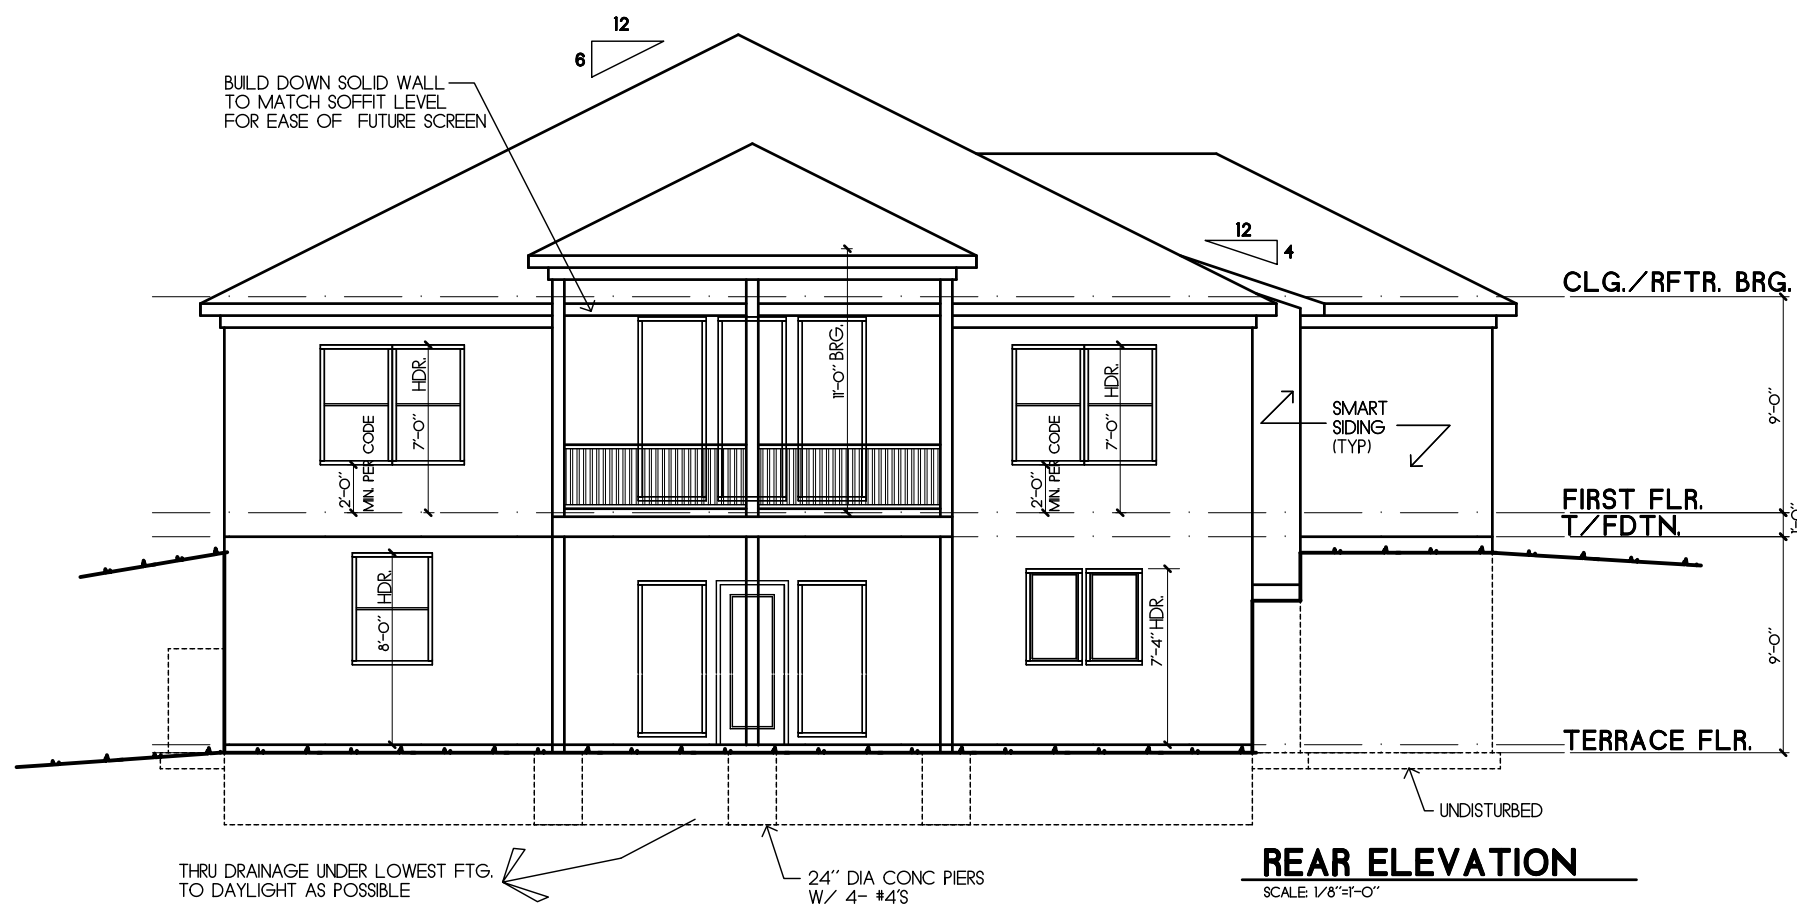 12
6
BUILD DOWN SOLID WALL
TO MATCH SOFFIT LEVEL
FOR EASE OF FUTURE SCREEN
12
4
CLG./RFTR. BRG.
11'-0" BRG.
HDR.
7'-0"
2'-0"
MIN. PER CODE
HDR.
7'-0"
2'-0"
MIN. PER CODE
SMART
SIDING
(TYP)
9'-0"
FIRST FLR.
T/FDTN.
1'-0"
HDR.
8'-0"
7'-4" HDR.
9'-0"
TERRACE FLR.
UNDISTURBED
THRU DRAINAGE UNDER LOWEST FTG.
TO DAYLIGHT AS POSSIBLE
24" DIA CONC PIERS
W/ 4- #4'S
REAR ELEVATION
SCALE: 1/8"=1'-0"